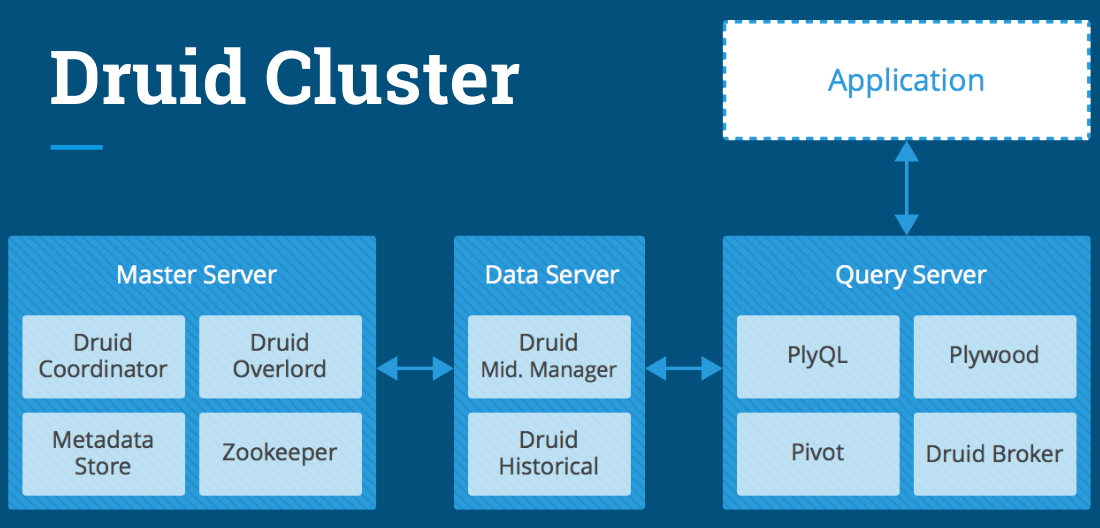 Druid Cluster
Application
Master Server
Druid
Coordinator
Druid
Overlord
Metadata
Store
Zookeeper
Data Server
Druid
Mid. Manager
Druid
Historical
Query Server
PlyQL
Plywood
Pivot
Druid Broker